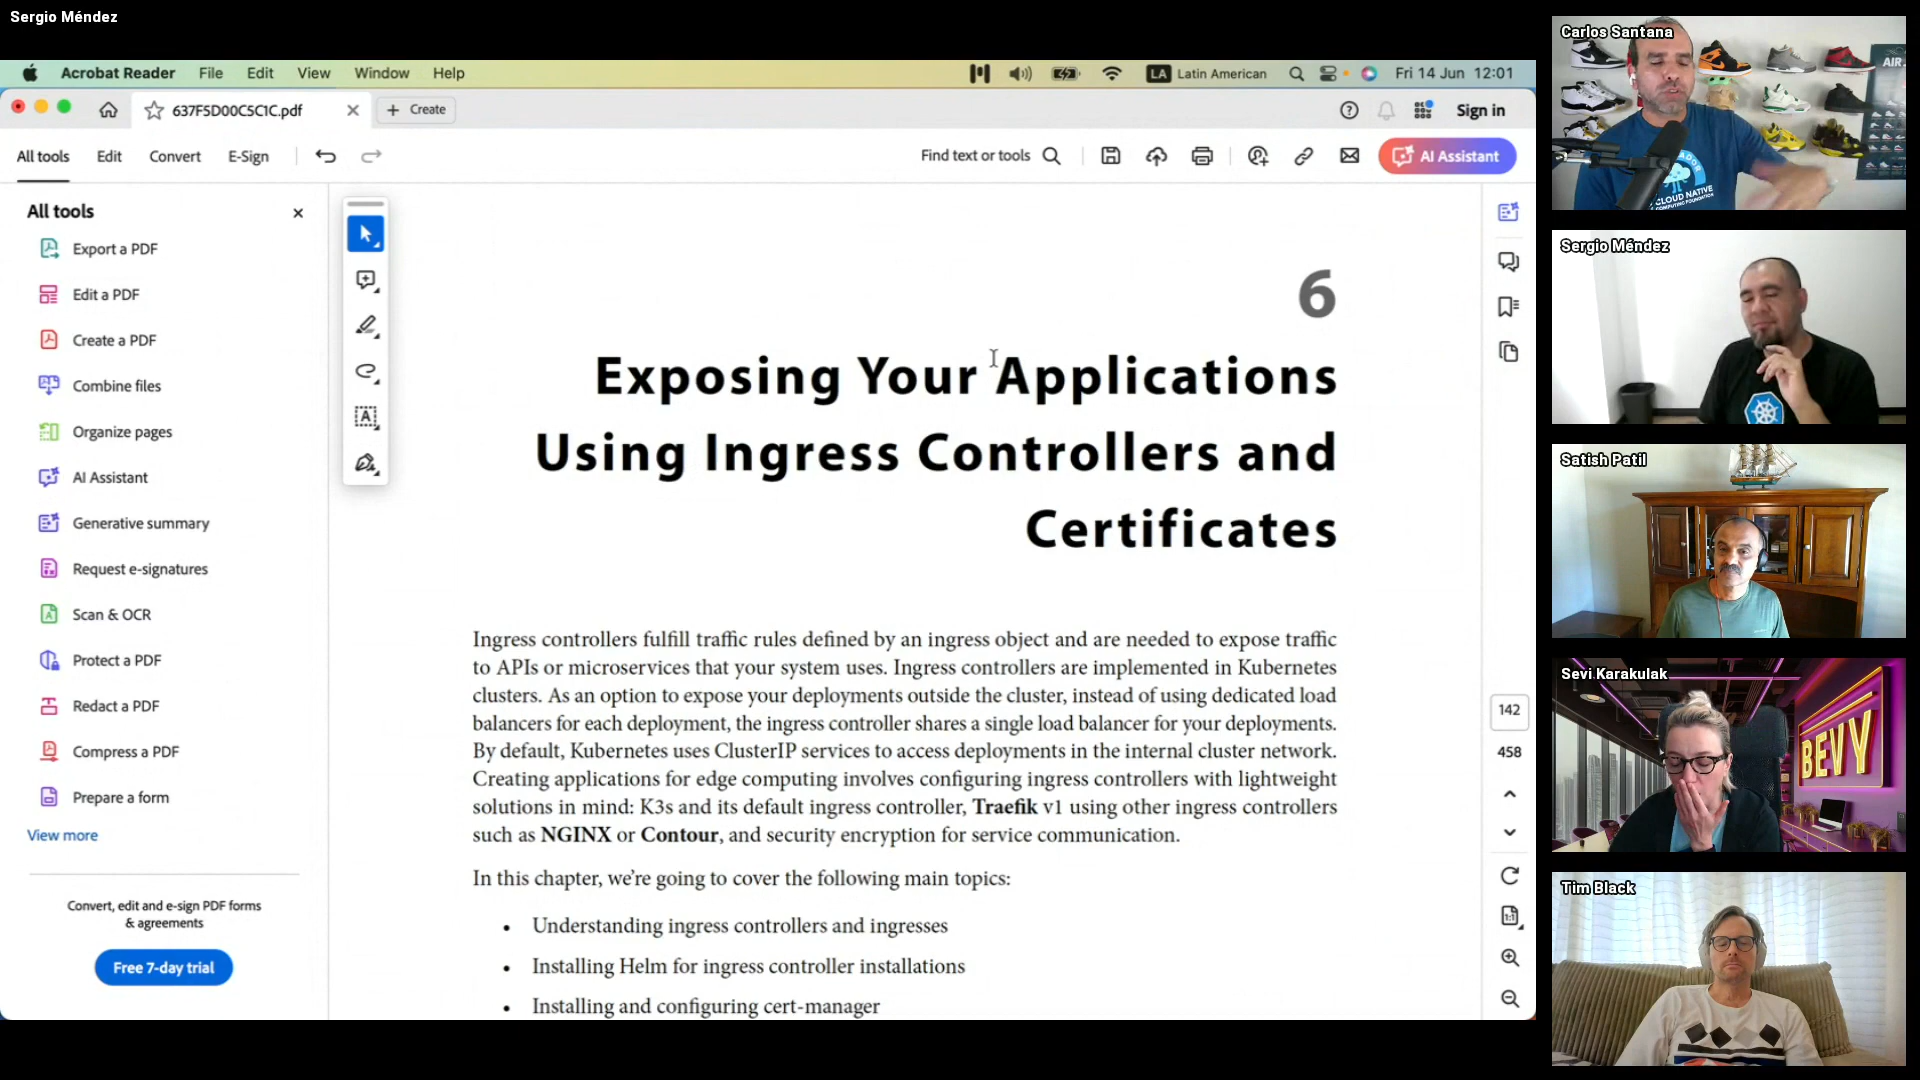 Sergio Méndez
Acrobat Reader File Edit View Window Help
LA Latin American Fri 14 Jun 12:01
637F5D00C5C1C.pdf
Create
Sign in
All tools Edit Convert E-Sign
Find text or tools
AI Assistant
All tools
Export a PDF
Edit a PDF
Create a PDF
Combine files
Organize pages
AI Assistant
Generative summary
Request e-signatures
Scan & OCR
Protect a PDF
Redact a PDF
Compress a PDF
Prepare a form
View more
Convert, edit and e-sign PDF forms
& agreements
Free 7-day trial
6
Exposing Your Applications
Using Ingress Controllers and
Certificates
Ingress controllers fulfill traffic rules defined by an ingress object and are needed to expose traffic
to APIs or microservices that your system uses. Ingress controllers are implemented in Kubernetes
clusters. As an option to expose your deployments outside the cluster, instead of using dedicated load
balancers for each deployment, the ingress controller shares a single load balancer for your deployments.
By default, Kubernetes uses ClusterIP services to access deployments in the internal cluster network.
Creating applications for edge computing involves configuring ingress controllers with lightweight
solutions in mind: K3s and its default ingress controller, Traefik v1 using other ingress controllers
such as NGINX or Contour, and security encryption for service communication.
In this chapter, we're going to cover the following main topics:
• Understanding ingress controllers and ingresses
• Installing Helm for ingress controller installations
• Installing and configuring cert-manager
142
458
Carlos Santana
AIR
CLOUD NATIVE
COMPUTING FOUNDATION
Sergio Méndez
Satish Patil
Sevi Karakulak
BEVY
Tim Black